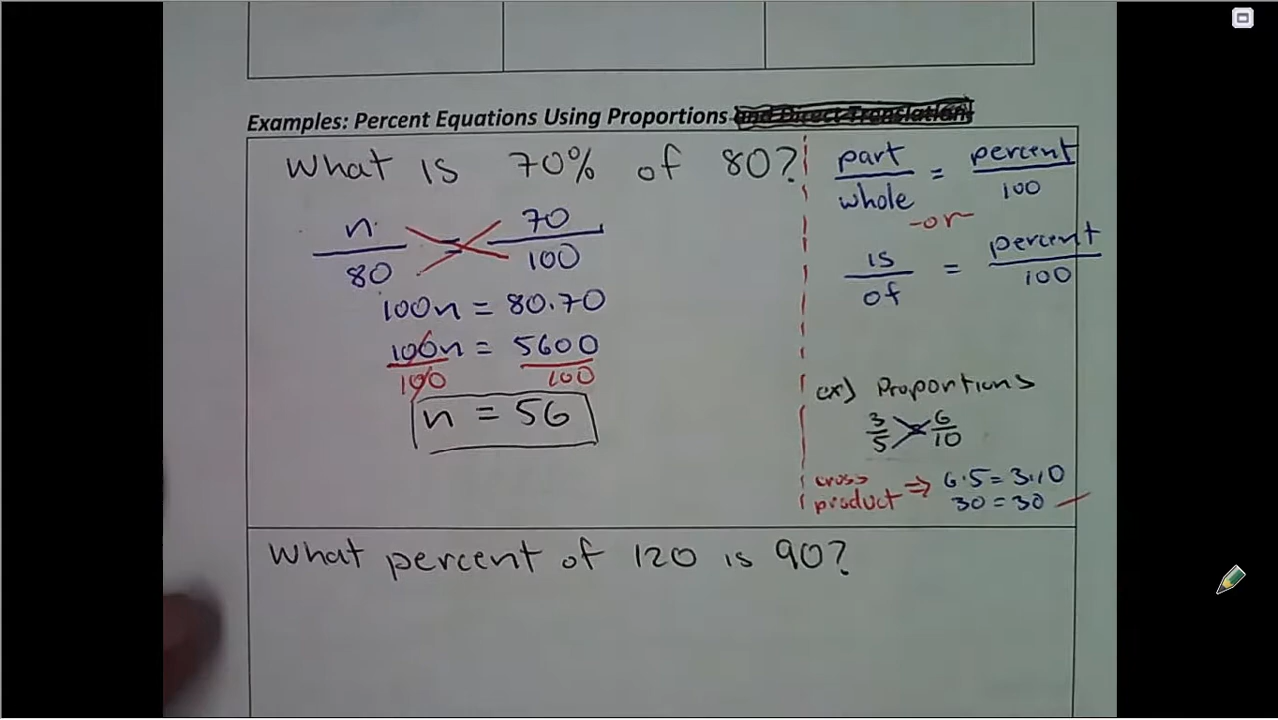 Examples: Percent Equations Using Proportions and Direct Translation
What is 70% of 80?
n = 70
80 100
100n = 80.70
100n = 5600
100 100
n = 56
part = percent
whole 100
-or-
is = percent
of 100
ex) Proportions
3 = 6
5 10
cross product ⇒ 6·5 = 3·10
30 = 30
What percent of 120 is 90?